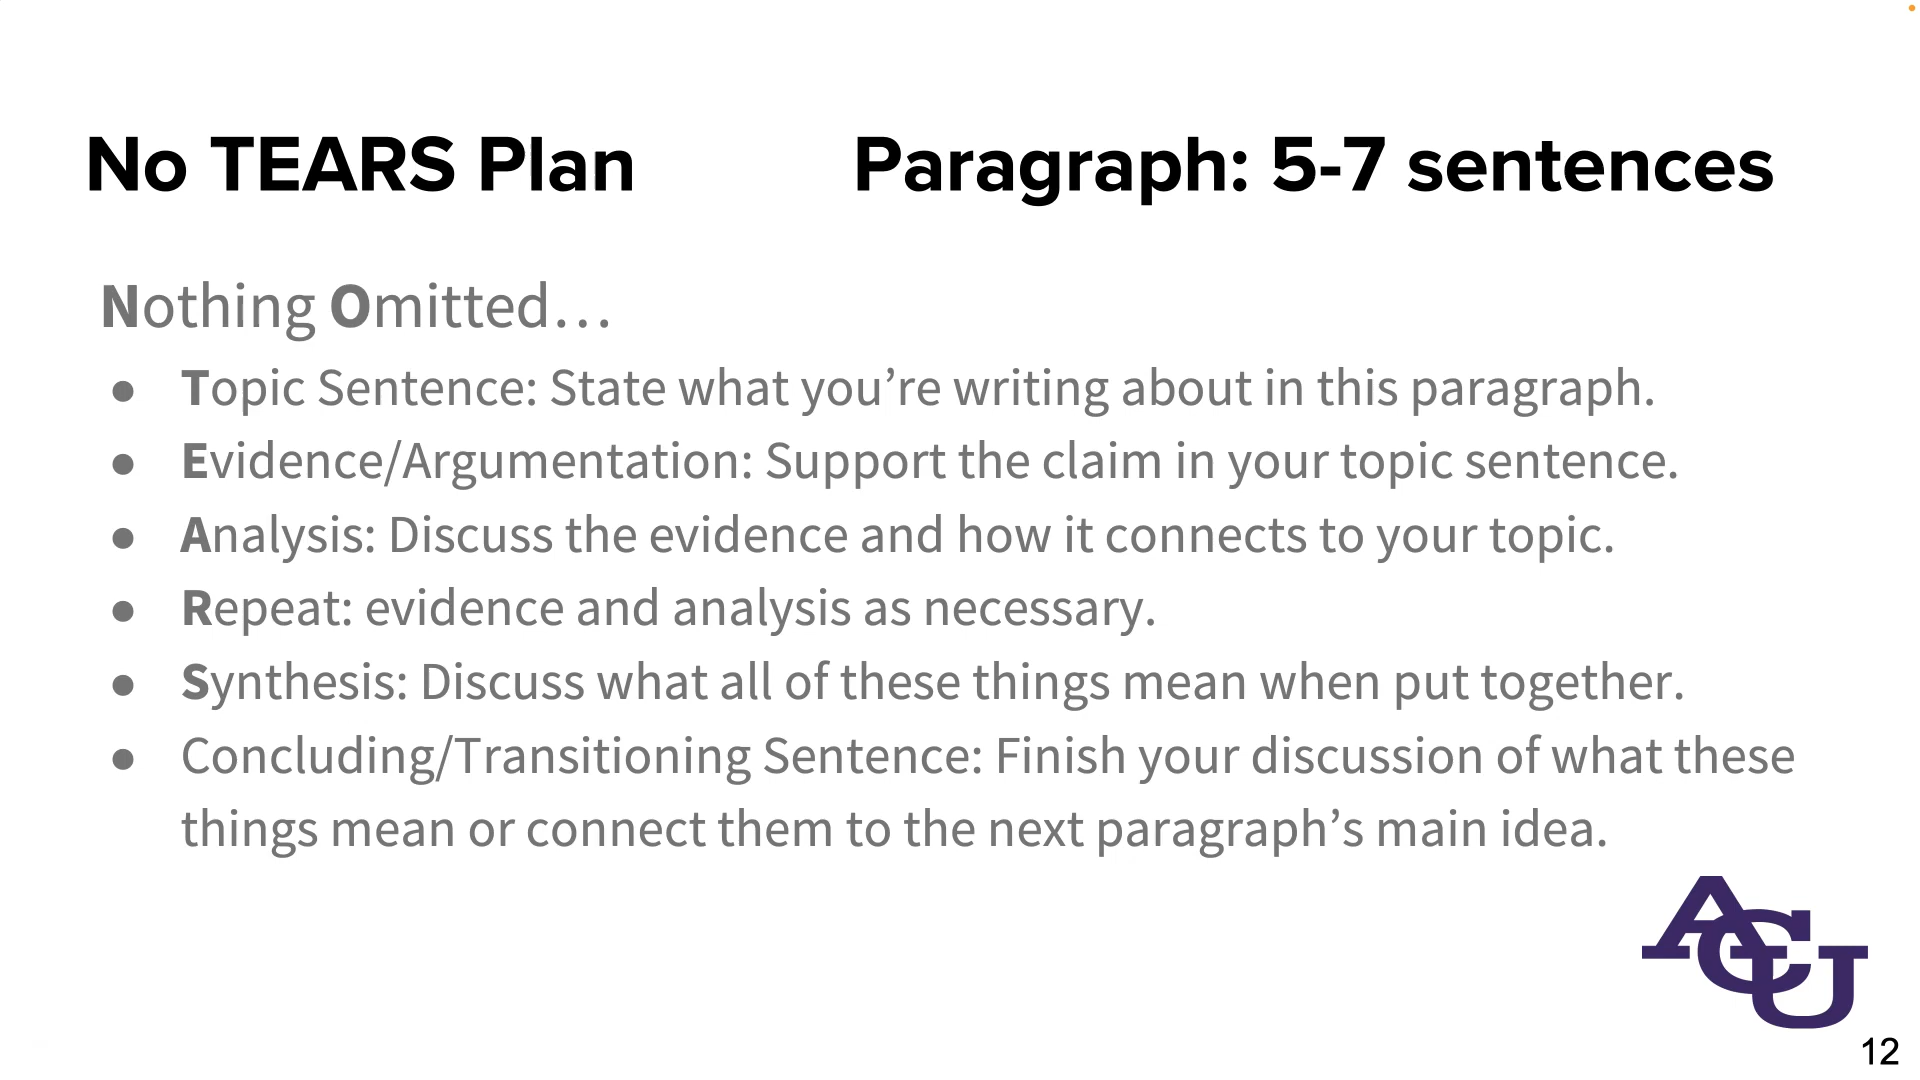 No TEARS Plan Paragraph: 5-7 sentences
Nothing Omitted…
● Topic Sentence: State what you’re writing about in this paragraph.
● Evidence/Argumentation: Support the claim in your topic sentence.
● Analysis: Discuss the evidence and how it connects to your topic.
● Repeat: evidence and analysis as necessary.
● Synthesis: Discuss what all of these things mean when put together.
● Concluding/Transitioning Sentence: Finish your discussion of what these
things mean or connect them to the next paragraph’s main idea.
ACU
12